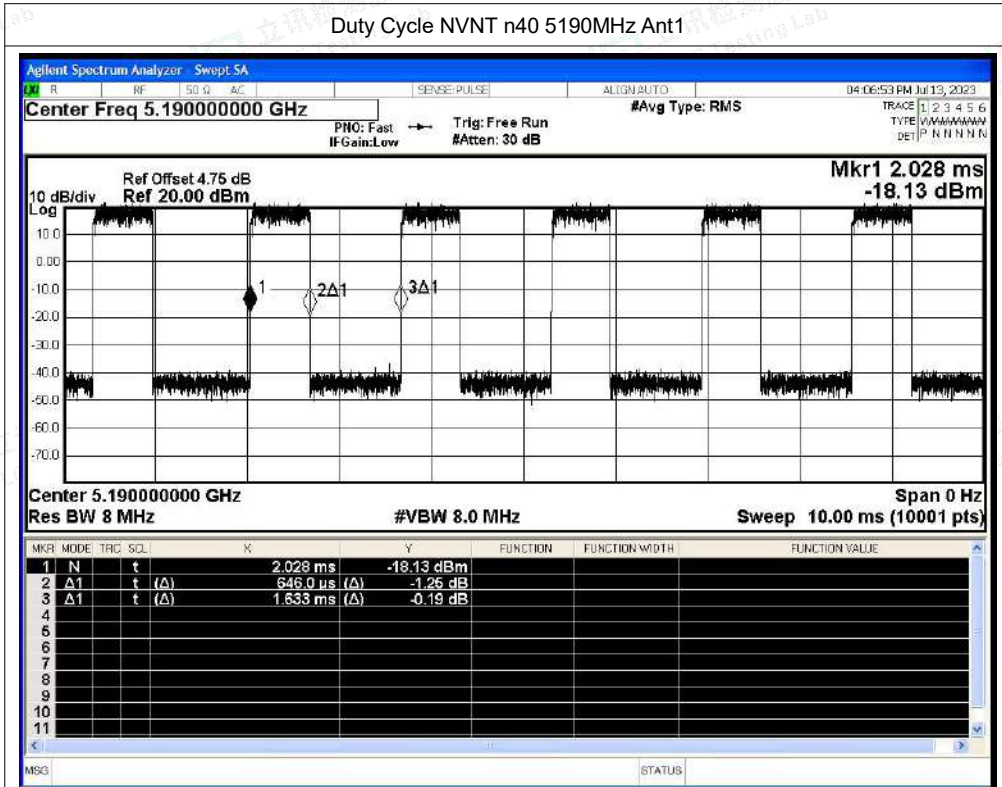 Duty Cycle NVNT n40 5190MHz Ant1
Agilent Spectrum Analyzer - Swept SA
R RF 50 Ω AC SENSE:PULSE ALIGN AUTO 04:06:53 PM Jul 13, 2023
Center Freq 5.190000000 GHz #Avg Type: RMS TRACE 1 2 3 4 5 6
PNO: Fast Trig: Free Run TYPE
IFGain:Low #Atten: 30 dB DET P N N N N N
Mkr1 2.028 ms
Ref Offset 4.75 dB
10 dB/div Ref 20.00 dBm -18.13 dBm
Log
10.0
0.00
-10.0
1 2Δ1 3Δ1
-20.0
-30.0
-40.0
-50.0
-60.0
-70.0
Center 5.190000000 GHz Span 0 Hz
Res BW 8 MHz #VBW 8.0 MHz Sweep 10.00 ms (10001 pts)
MKR MODE TRC SCL X Y FUNCTION FUNCTION WIDTH FUNCTION VALUE
1 N t 2.028 ms -18.13 dBm
2 Δ1 t (Δ) 646.0 µs (Δ) -1.25 dB
3 Δ1 t (Δ) 1.633 ms (Δ) -0.19 dB
4
5
6
7
8
9
10
11
MSG STATUS